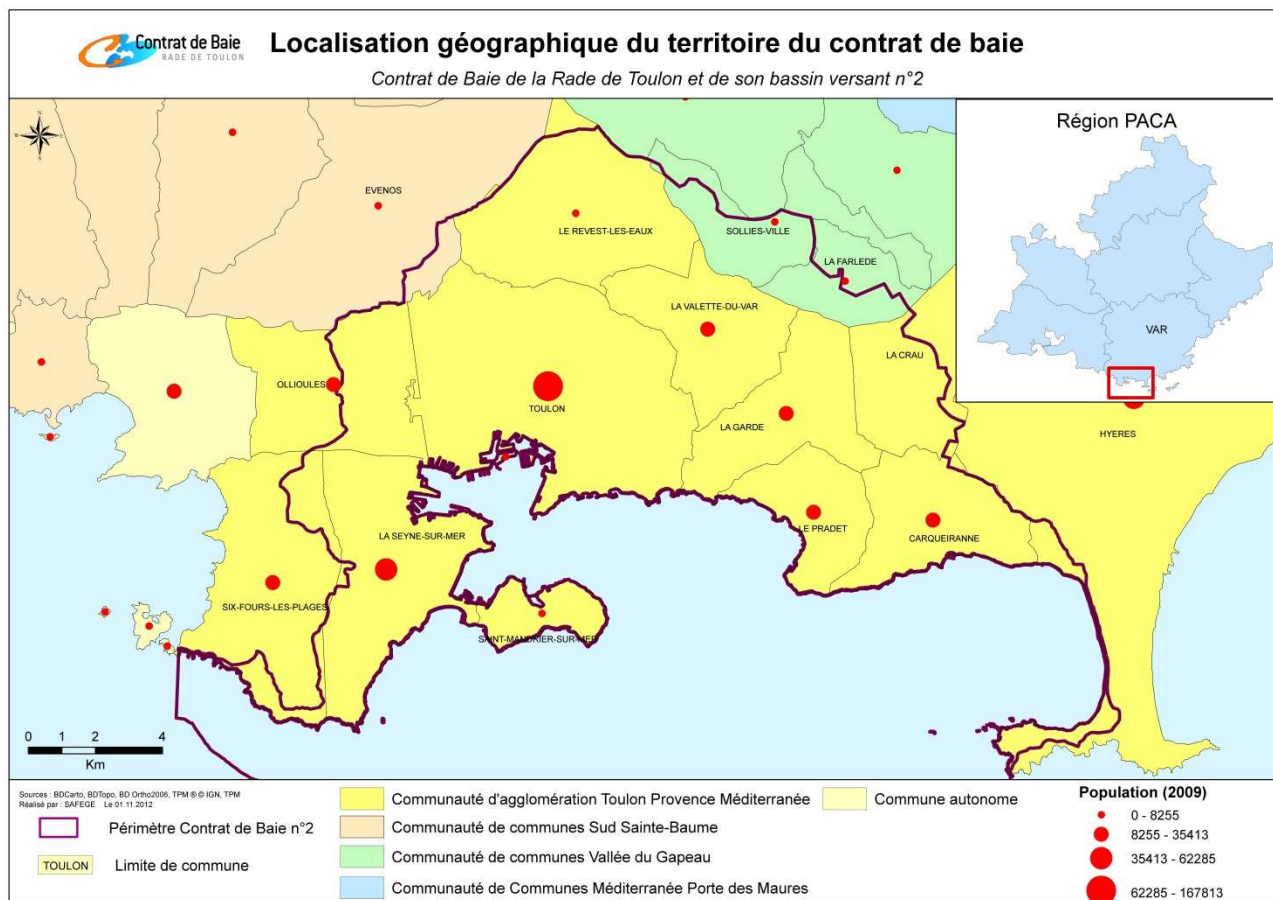 Contrat de Baie
RADE DE TOULON
Localisation géographique du territoire du contrat de baie
Contrat de Baie de la Rade de Toulon et de son bassin versant n°2
N
W
E
S
Région PACA
VAR
EVENOS
LE REVEST-LES-EAUX
SOLLIES-VILLE
LA FARLEDE
LA VALETTE-DU-VAR
LA CRAU
OLLIOULES
TOULON
LA GARDE
HYERES
LE PRADET
CARQUEIRANNE
LA SEYNE-SUR-MER
SIX-FOURS-LES-PLAGES
SAINT-MANDRIER-SUR-MER
0 1 2 4
Km
Sources : BDCarto, BDTopo, BD Ortho2006, TPM ® © IGN, TPM
Réalisé par : SAFEGE Le 01.11.2012
Périmètre Contrat de Baie n°2
TOULON Limite de commune
Communauté d'agglomération Toulon Provence Méditerranée
Communauté de communes Sud Sainte-Baume
Communauté de communes Vallée du Gapeau
Communauté de Communes Méditerranée Porte des Maures
Commune autonome
Population (2009)
0 - 8255
8255 - 35413
35413 - 62285
62285 - 167813